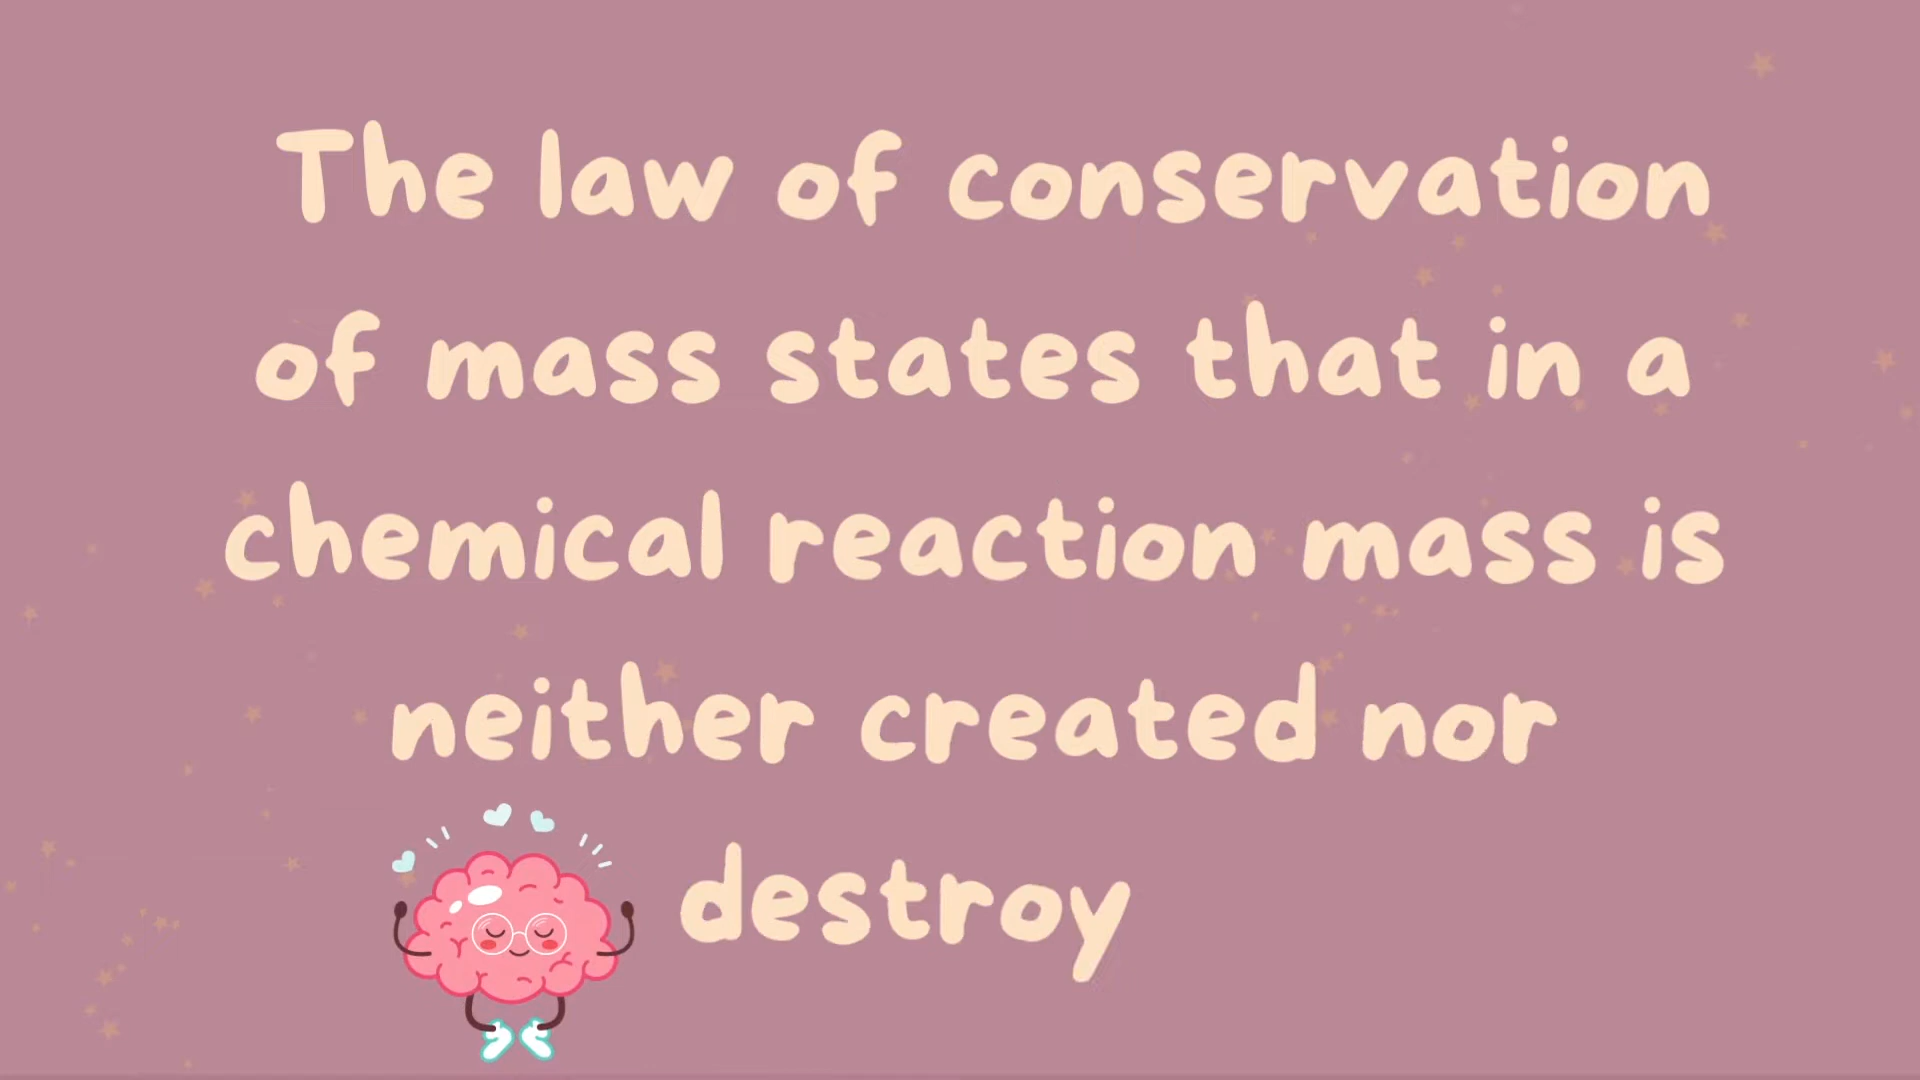 The law of conservation
of mass states that in a
chemical reaction mass is
neither created nor
destroy